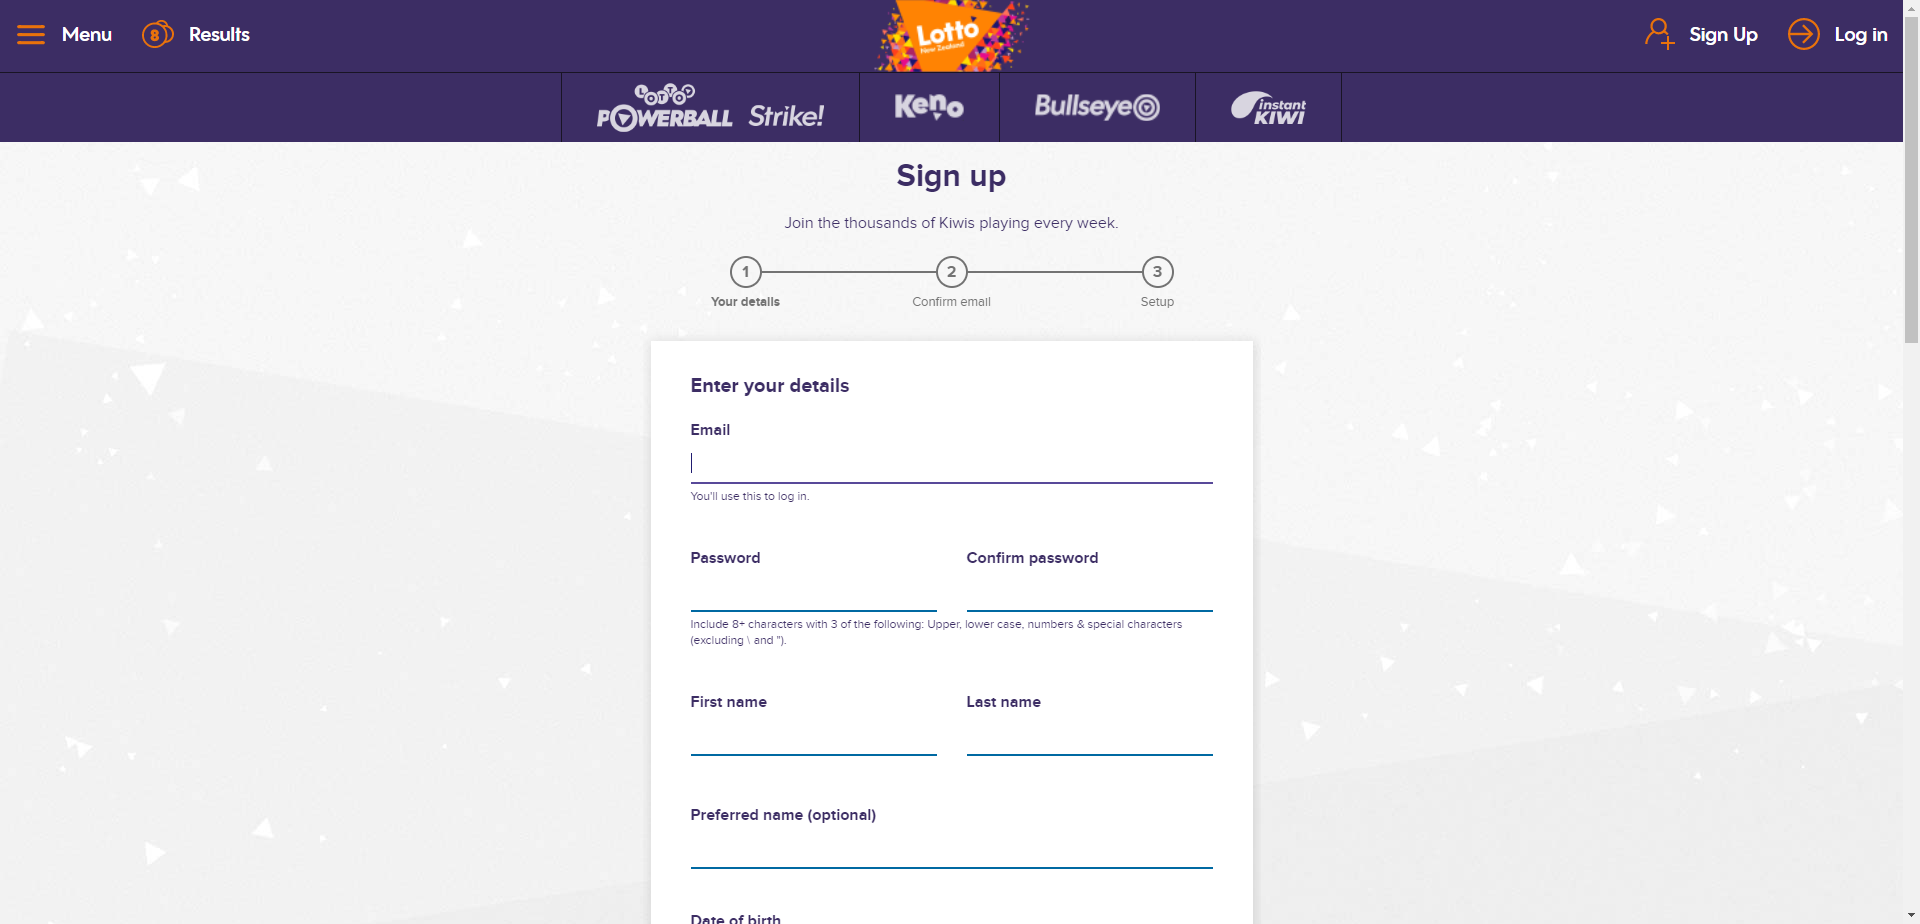 Menu
8
Results
Lotto
New Zealand
Sign Up
Log in
LOTTO
POWERBALL
Strike!
Keno
Bullseye
instant
KIWI
Sign up
Join the thousands of Kiwis playing every week.
1
2
3
Your details
Confirm email
Setup
Enter your details
Email
You'll use this to log in.
Password
Confirm password
Include 8+ characters with 3 of the following: Upper, lower case, numbers & special characters
(excluding \ and ").
First name
Last name
Preferred name (optional)
Date of birth